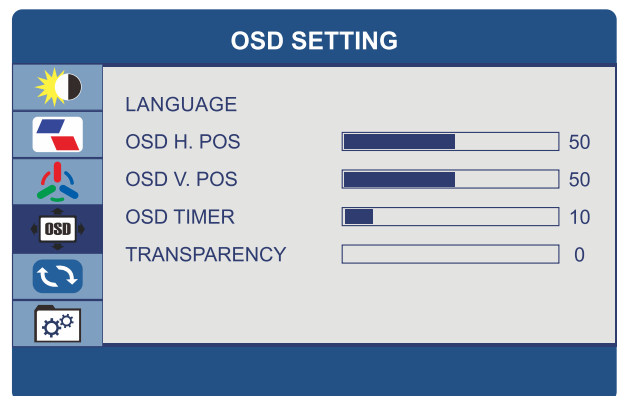 OSD SETTING
LANGUAGE
OSD H. POS 50
OSD V. POS 50
OSD OSD TIMER 10
TRANSPARENCY 0